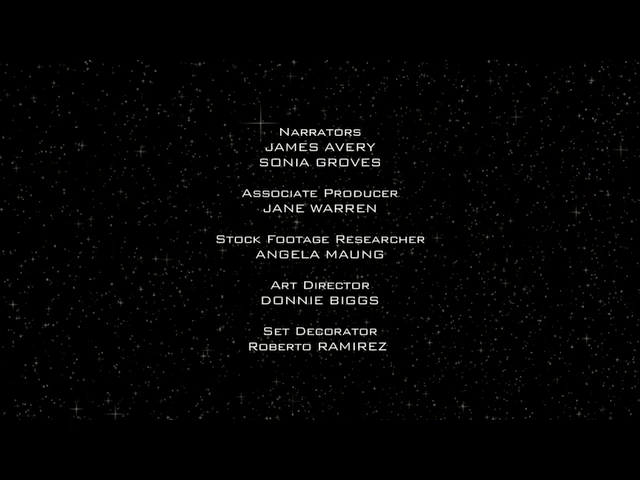 Narrators
JAMES AVERY
SONIA GROVES
Associate Producer
JANE WARREN
Stock Footage Researcher
ANGELA MAUNG
Art Director
DONNIE BIGGS
Set Decorator
Roberto RAMIREZ